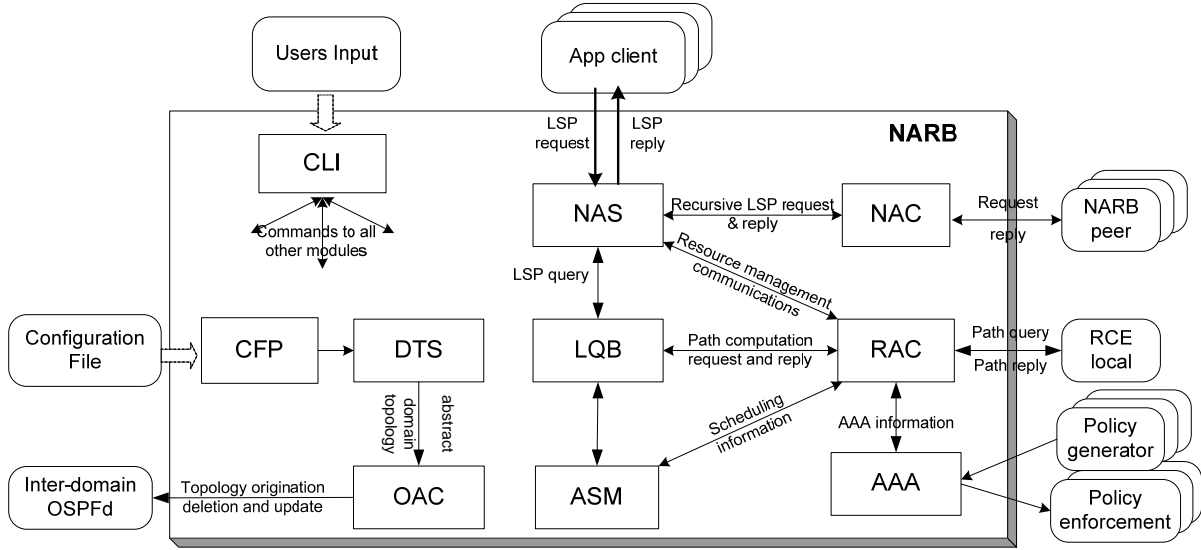 Users Input
App client
LSP
request
LSP
reply
NARB
CLI
Commands to all
other modules
NAS
Recursive LSP request
& reply
NAC
Request
reply
NARB
peer
LSP query
Resource management
communications
Configuration
File
CFP
DTS
LQB
Path computation
request and reply
RAC
Path query
Path reply
RCE
local
abstract
domain
topology
Scheduling
information
AAA information
Policy
generator
Inter-domain
OSPFd
Topology origination
deletion and update
OAC
ASM
AAA
Policy
enforcement